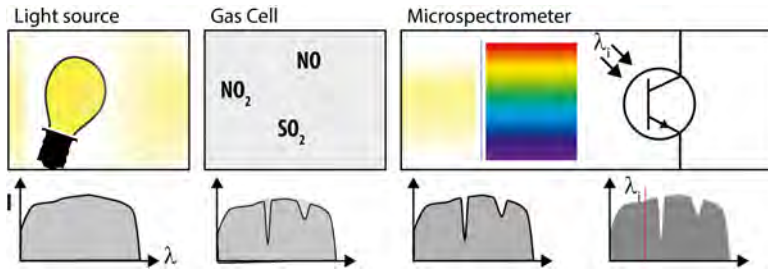 Light source
Gas Cell
Microspectrometer
NO
NO₂
SO₂
λᵢ
I
λ
λᵢ